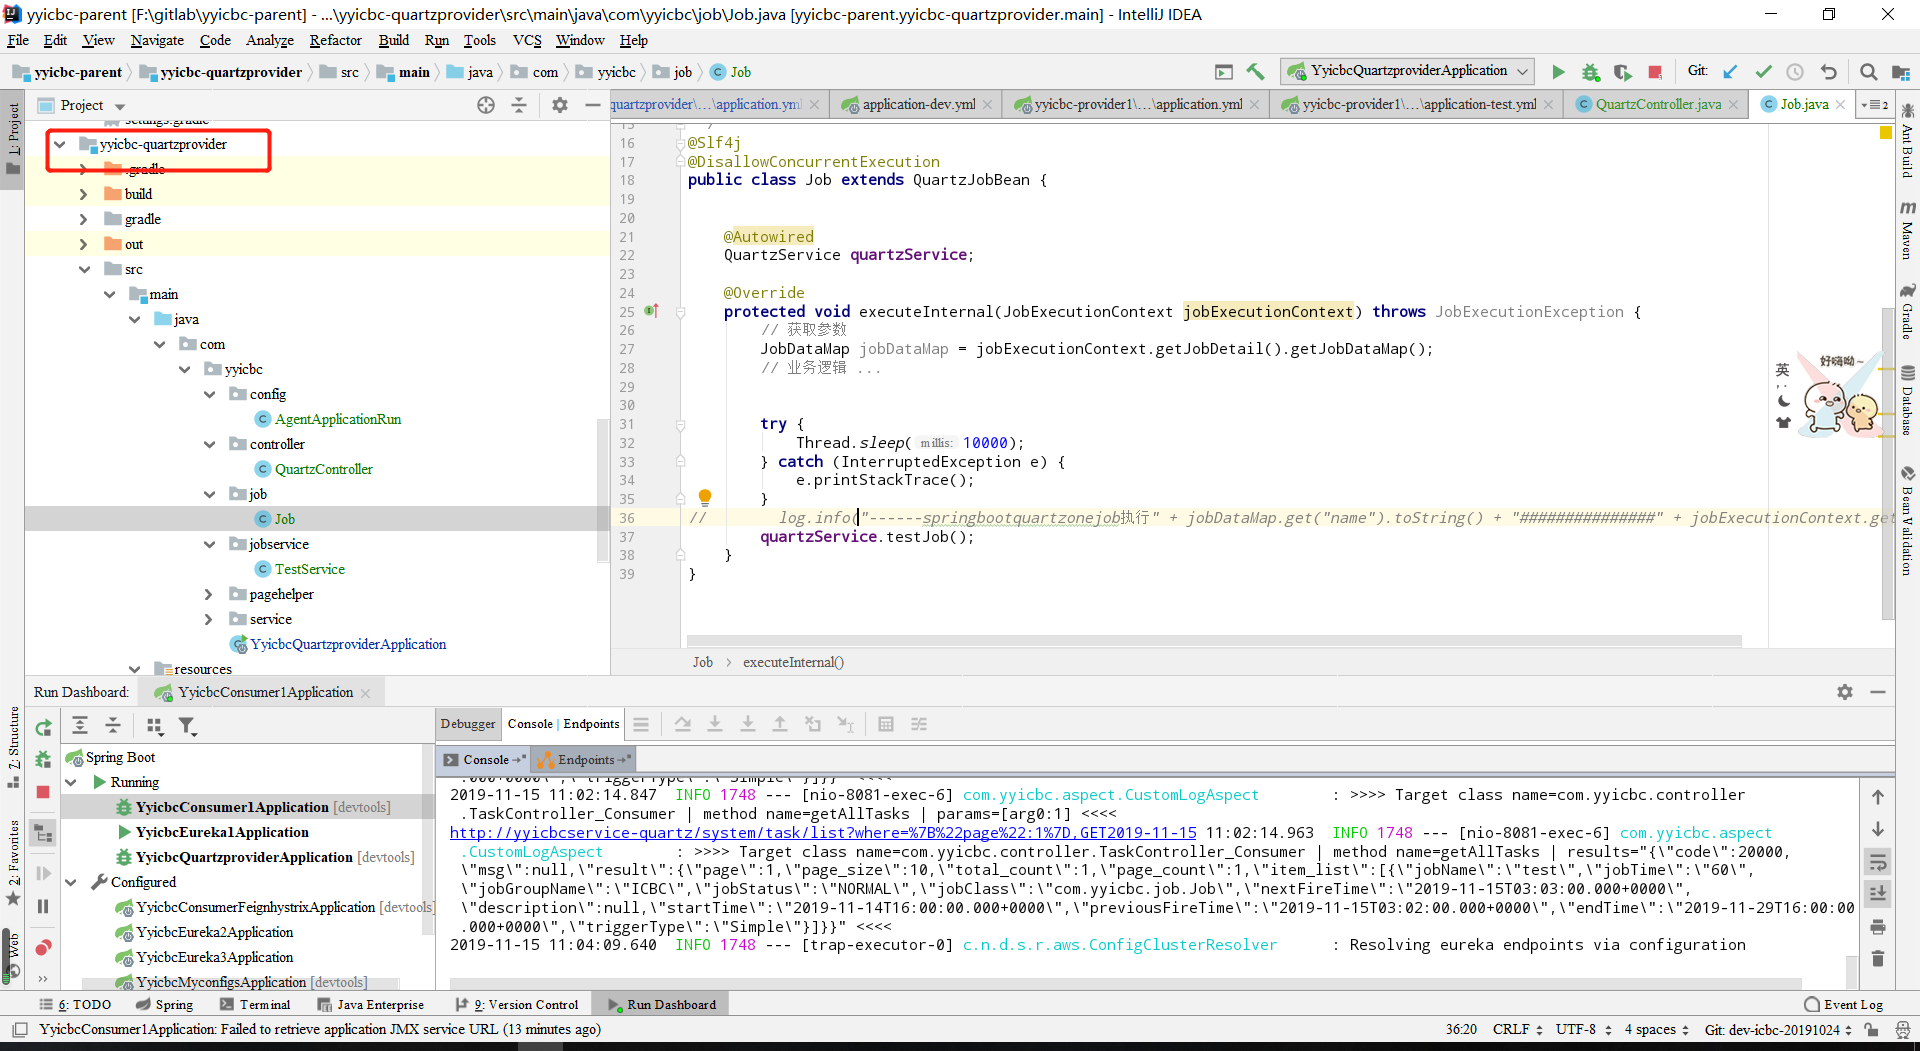 yyicbc-parent [F:\gitlab\yyicbc-parent] - ...\yyicbc-quartzprovider\src\main\java\com\yyicbc\job\Job.java [yyicbc-parent.yyicbc-quartzprovider.main] - IntelliJ IDEA
File Edit View Navigate Code Analyze Refactor Build Run Tools VCS Window Help
yyicbc-parent yyicbc-quartzprovider src main java com yyicbc job Job YyicbcQuartzproviderApplication Git:
Project
quartzprovider\...\application.yml application-dev.yml yyicbc-provider1\...\application.yml yyicbc-provider1\...\application-test.yml QuartzController.java Job.java 2
1: Project
settings.gradle
yyicbc-quartzprovider
.gradle
build
gradle
out
src
main
java
com
yyicbc
config
AgentApplicationRun
controller
QuartzController
job
Job
jobservice
TestService
pagehelper
service
YyicbcQuartzproviderApplication
resources
15
16 @Slf4j
17 @DisallowConcurrentExecution
18 public class Job extends QuartzJobBean {
19
20
21 @Autowired
22 QuartzService quartzService;
23
24 @Override
25 protected void executeInternal(JobExecutionContext jobExecutionContext) throws JobExecutionException {
26 // 获取参数
27 JobDataMap jobDataMap = jobExecutionContext.getJobDetail().getJobDataMap();
28 // 业务逻辑 ...
29
30
31 try {
32 Thread.sleep( millis: 10000);
33 } catch (InterruptedException e) {
34 e.printStackTrace();
35 }
36 // log.info("------springbootquartzonejob执行" + jobDataMap.get("name").toString() + "###############" + jobExecutionContext.get
37 quartzService.testJob();
38 }
39 }
Job › executeInternal()
Ant Build
Maven
Gradle
Database
Bean Validation
英
好嗨呦~
Run Dashboard: YyicbcConsumer1Application
7: Structure
2: Favorites
Web
Debugger Console | Endpoints
Console Endpoints
Spring Boot
Running
YyicbcConsumer1Application [devtools]
YyicbcEureka1Application
YyicbcQuartzproviderApplication [devtools]
Configured
YyicbcConsumerFeignhystrixApplication [devtools]
YyicbcEureka2Application
YyicbcEureka3Application
YyicbcMyconfigsApplication [devtools]
.000+0000\",\"triggerType\":\"Simple\"}]}}" <<<<
2019-11-15 11:02:14.847 INFO 1748 --- [nio-8081-exec-6] com.yyicbc.aspect.CustomLogAspect : >>>> Target class name=com.yyicbc.controller
.TaskController_Consumer | method name=getAllTasks | params=[arg0:1] <<<<
http://yyicbcservice-quartz/system/task/list?where=%7B%22page%22:1%7D,GET2019-11-15 11:02:14.963 INFO 1748 --- [nio-8081-exec-6] com.yyicbc.aspect
.CustomLogAspect : >>>> Target class name=com.yyicbc.controller.TaskController_Consumer | method name=getAllTasks | results="{\"code\":20000,
\"msg\":null,\"result\":{\"page\":1,\"page_size\":10,\"total_count\":1,\"page_count\":1,\"item_list\":[{\"jobName\":\"test\",\"jobTime\":\"60\",
\"jobGroupName\":\"ICBC\",\"jobStatus\":\"NORMAL\",\"jobClass\":\"com.yyicbc.job.Job\",\"nextFireTime\":\"2019-11-15T03:03:00.000+0000\",
\"description\":null,\"startTime\":\"2019-11-14T16:00:00.000+0000\",\"previousFireTime\":\"2019-11-15T03:02:00.000+0000\",\"endTime\":\"2019-11-29T16:00:00
.000+0000\",\"triggerType\":\"Simple\"}]}}" <<<<
2019-11-15 11:04:09.640 INFO 1748 --- [trap-executor-0] c.n.d.s.r.aws.ConfigClusterResolver : Resolving eureka endpoints via configuration
6: TODO Spring Terminal Java Enterprise 9: Version Control Run Dashboard Event Log
YyicbcConsumer1Application: Failed to retrieve application JMX service URL (13 minutes ago) 36:20 CRLF UTF-8 4 spaces Git: dev-icbc-20191024